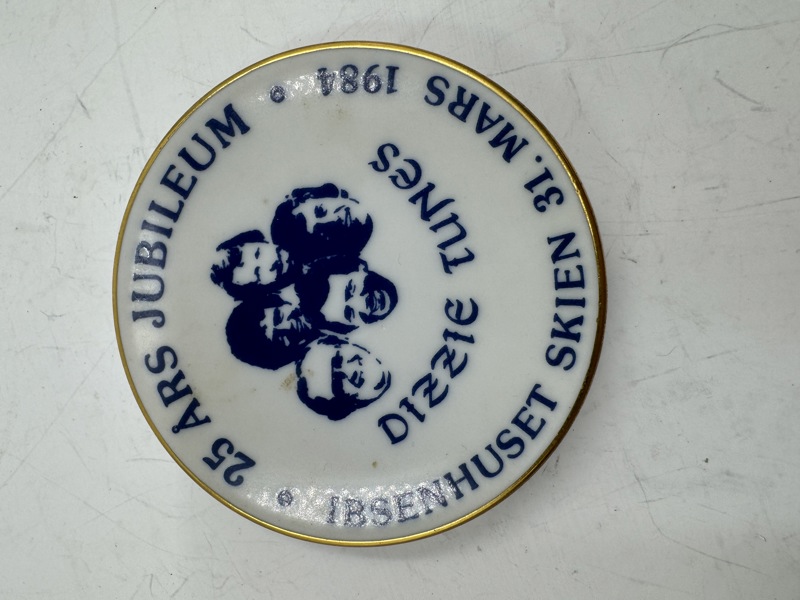 25 ÅRS JUBILEUM
DIZZIE TUNES
IBSENHUSET SKIEN 31. MARS 1984